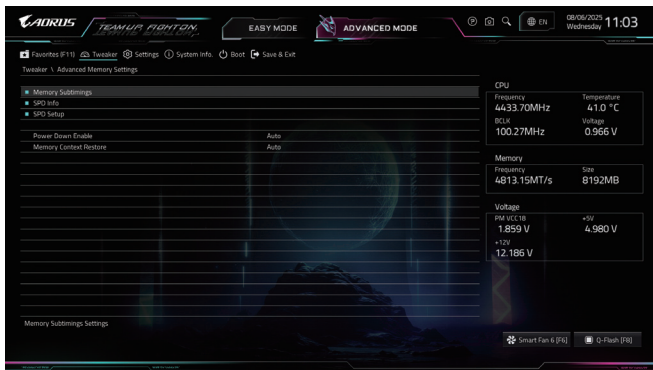 AORUS
TEAM UP. FIGHT ON.
EASY MODE
ADVANCED MODE
EN
08/06/2025
Wednesday
11:03
Favorites (F11)
Tweaker
Settings
System Info.
Boot
Save & Exit
Tweaker \ Advanced Memory Settings
Memory Subtimings
SPD Info
SPD Setup
Power Down Enable Auto
Memory Context Restore Auto
CPU
Frequency Temperature
4433.70MHz 41.0 °C
BCLK Voltage
100.27MHz 0.966 V
Memory
Frequency Size
4813.15MT/s 8192MB
Voltage
PM VCC18 +5V
1.859 V 4.980 V
+12V
12.186 V
Memory Subtimings Settings
Smart Fan 6 [F6]
Q-Flash [F8]